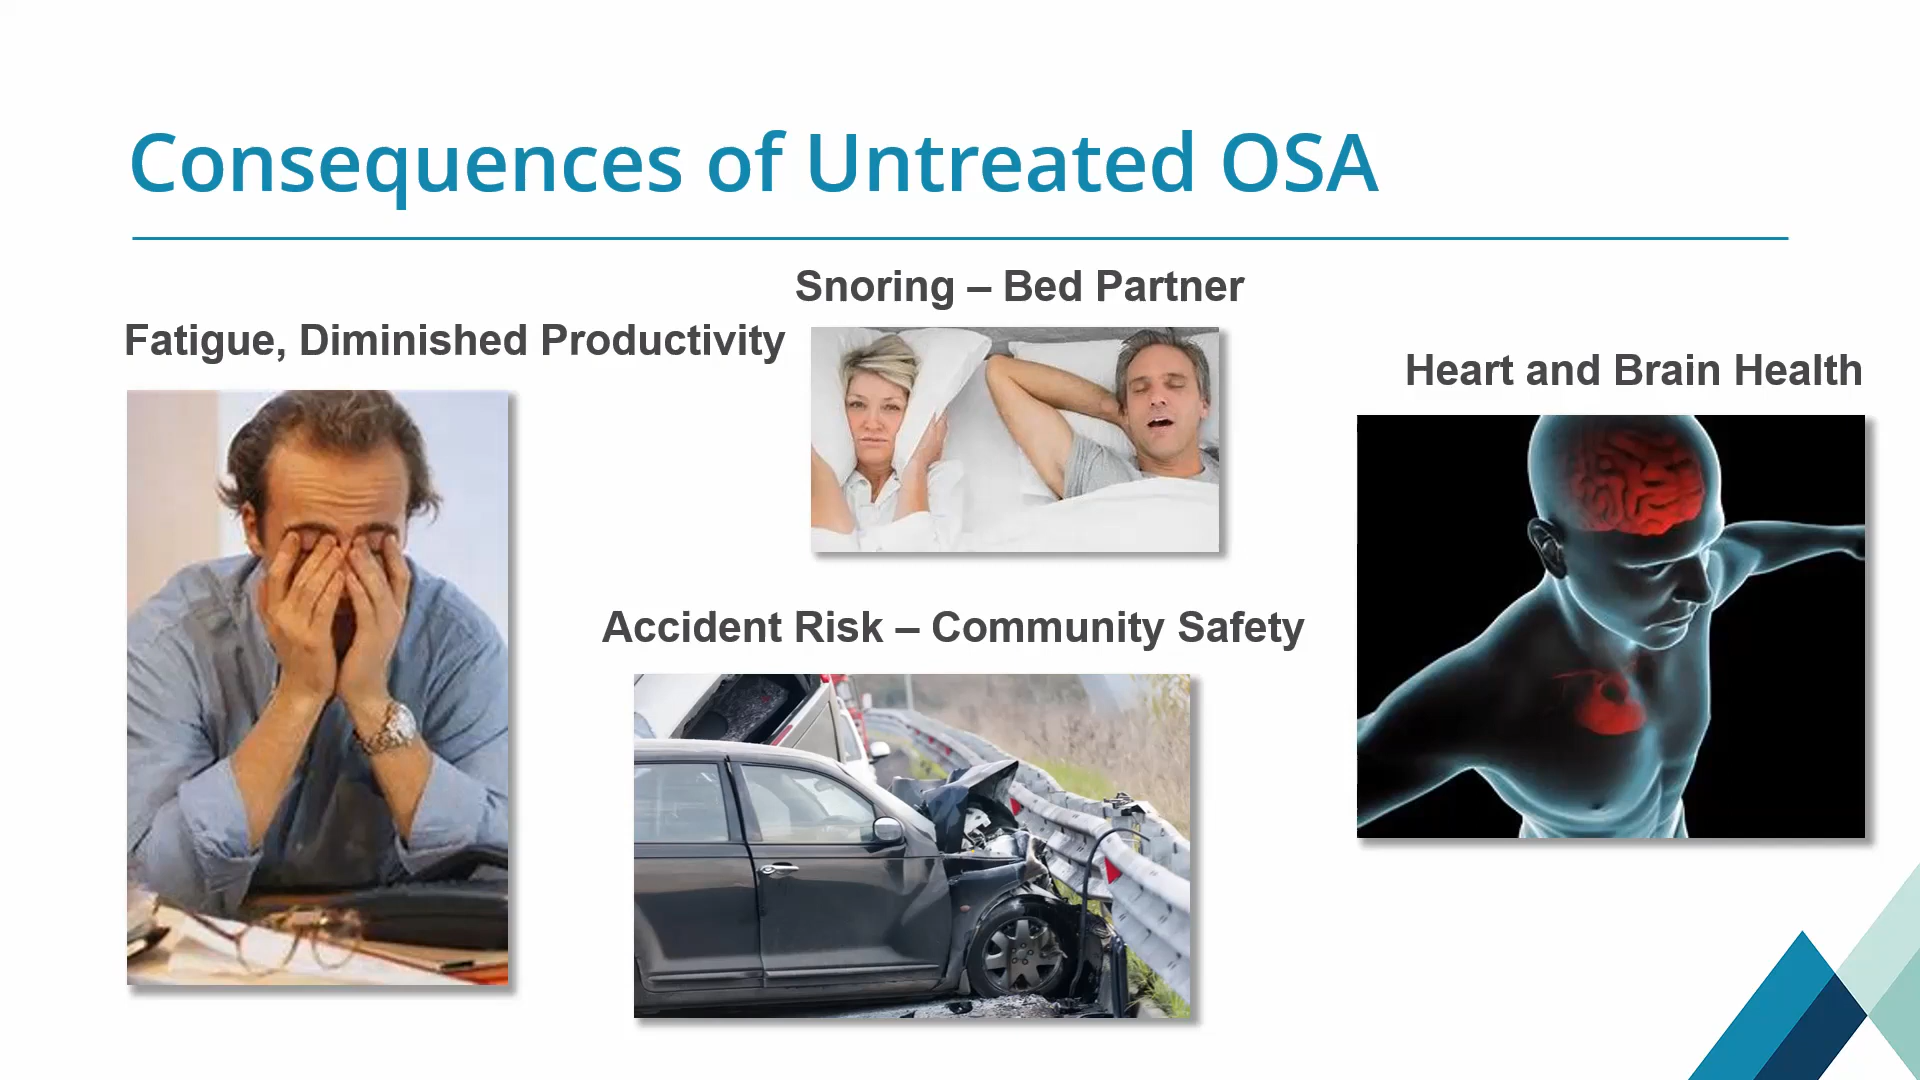 Consequences of Untreated OSA
Snoring – Bed Partner
Fatigue, Diminished Productivity
Heart and Brain Health
Accident Risk – Community Safety